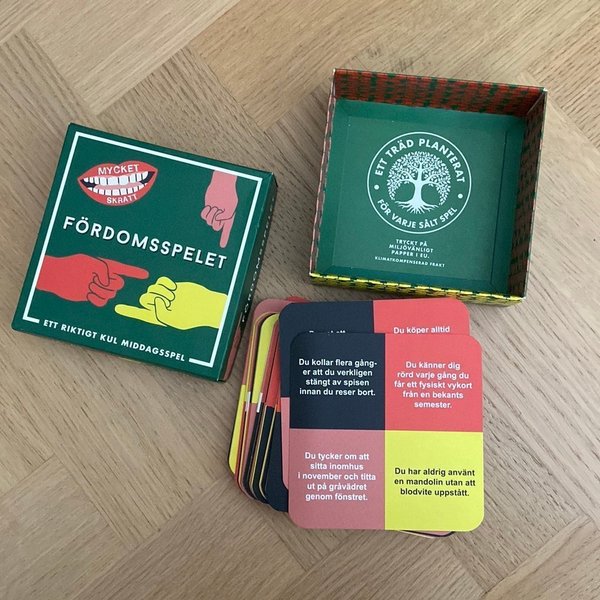 MYCKET
SKRATT
FÖRDOMSSPELET
ETT RIKTIGT KUL MIDDAGSSPEL
ETT TRÄD PLANTERAT
FÖR VARJE SÅLT SPEL
TRYCKT PÅ
MILJÖVÄNLIGT
PAPPER I EU.
KLIMATKOMPENSERAD FRAKT
Du köper alltid
Du kollar flera gång-
er att du verkligen
stängt av spisen
innan du reser bort.
Du känner dig
rörd varje gång du
får ett fysiskt vykort
från en bekants
semester.
Du tycker om att
sitta inomhus
i november och titta
ut på gråvädret
genom fönstret.
Du har aldrig använt
en mandolin utan att
blodvite uppstått.